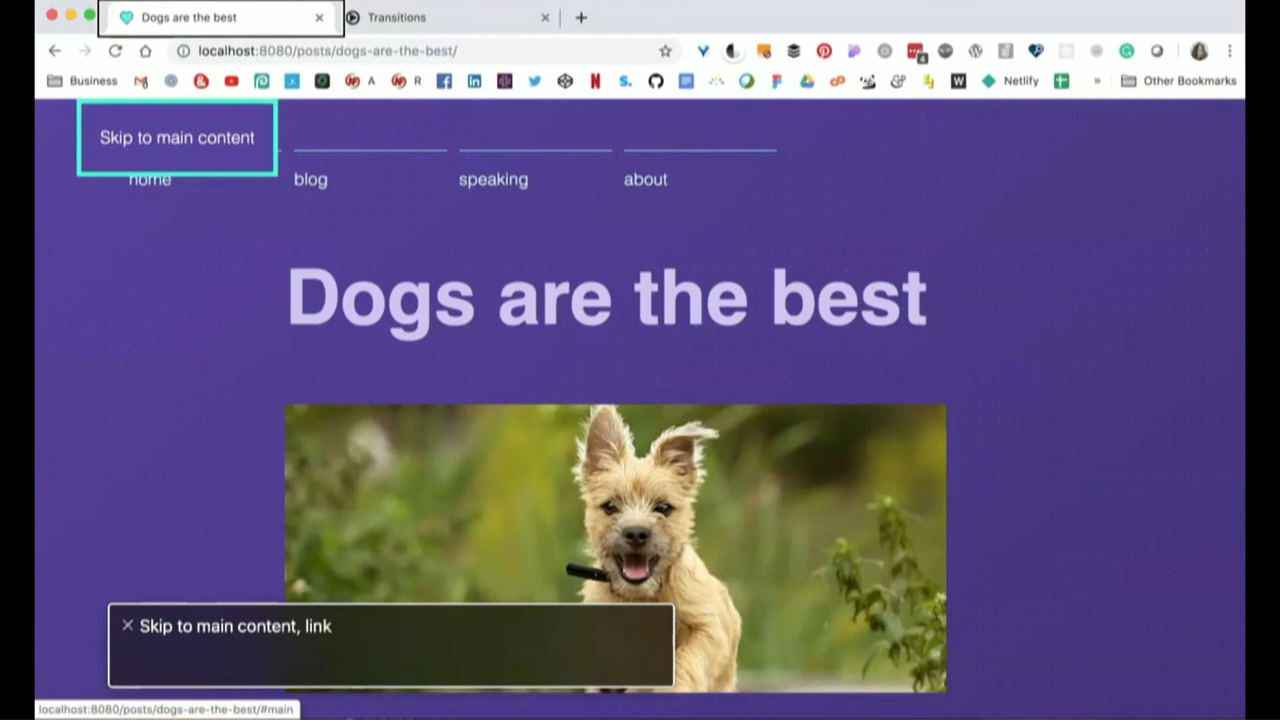 Dogs are the best
Transitions
localhost:8080/posts/dogs-are-the-best/
4
Business
A
R
Netlify
»
Other Bookmarks
Skip to main content
home
blog
speaking
about
Dogs are the best
Skip to main content, link
localhost:8080/posts/dogs-are-the-best/#main